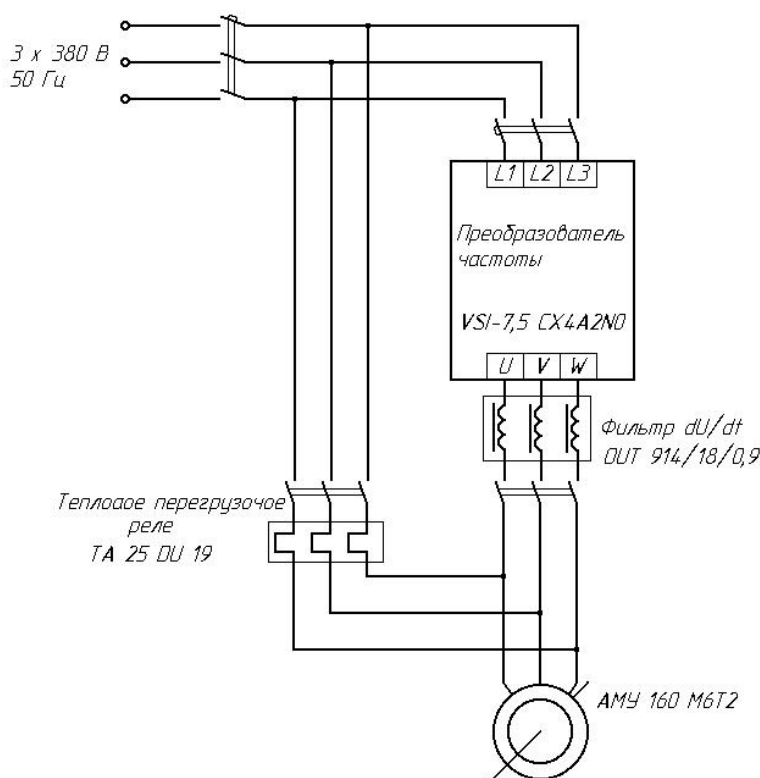 3 x 380 В
50 Гц
L1 L2 L3
Преобразователь
частоты
VSI-7,5 CX4A2N0
U V W
Фильтр dU/dt
OUT 914/18/0,9
Тепловое перегрузочое
реле
TA 25 DU 19
АМУ 160 М6Т2